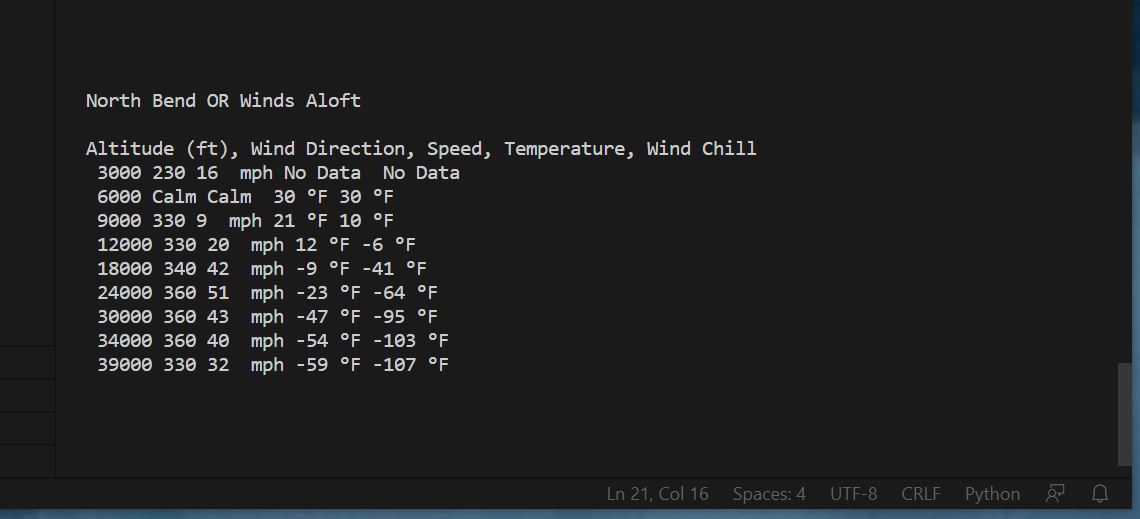 North Bend OR Winds Aloft
Altitude (ft), Wind Direction, Speed, Temperature, Wind Chill
3000 230 16  mph No Data  No Data
6000 Calm Calm  30 °F 30 °F
9000 330 9  mph 21 °F 10 °F
12000 330 20  mph 12 °F -6 °F
18000 340 42  mph -9 °F -41 °F
24000 360 51  mph -23 °F -64 °F
30000 360 43  mph -47 °F -95 °F
34000 360 40  mph -54 °F -103 °F
39000 330 32  mph -59 °F -107 °F
Ln 21, Col 16 Spaces: 4 UTF-8 CRLF Python